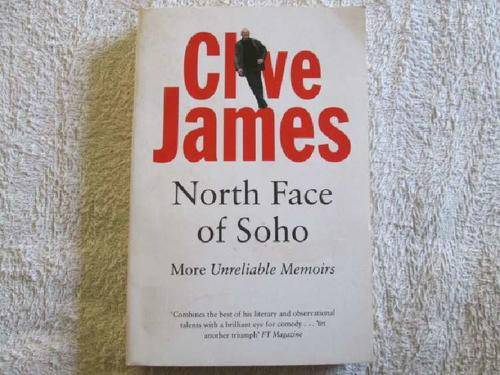 Clive
James
North Face
of Soho
More Unreliable Memoirs
'Combines the best of his literary and observational
talents with a brilliant eye for comedy . . . Yet
another triumph' FT Magazine